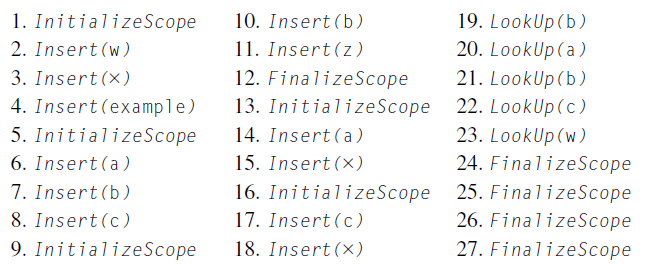 1. InitializeScope
2. Insert(w)
3. Insert(×)
4. Insert(example)
5. InitializeScope
6. Insert(a)
7. Insert(b)
8. Insert(c)
9. InitializeScope
10. Insert(b)
11. Insert(z)
12. FinalizeScope
13. InitializeScope
14. Insert(a)
15. Insert(×)
16. InitializeScope
17. Insert(c)
18. Insert(×)
19. LookUp(b)
20. LookUp(a)
21. LookUp(b)
22. LookUp(c)
23. LookUp(w)
24. FinalizeScope
25. FinalizeScope
26. FinalizeScope
27. FinalizeScope